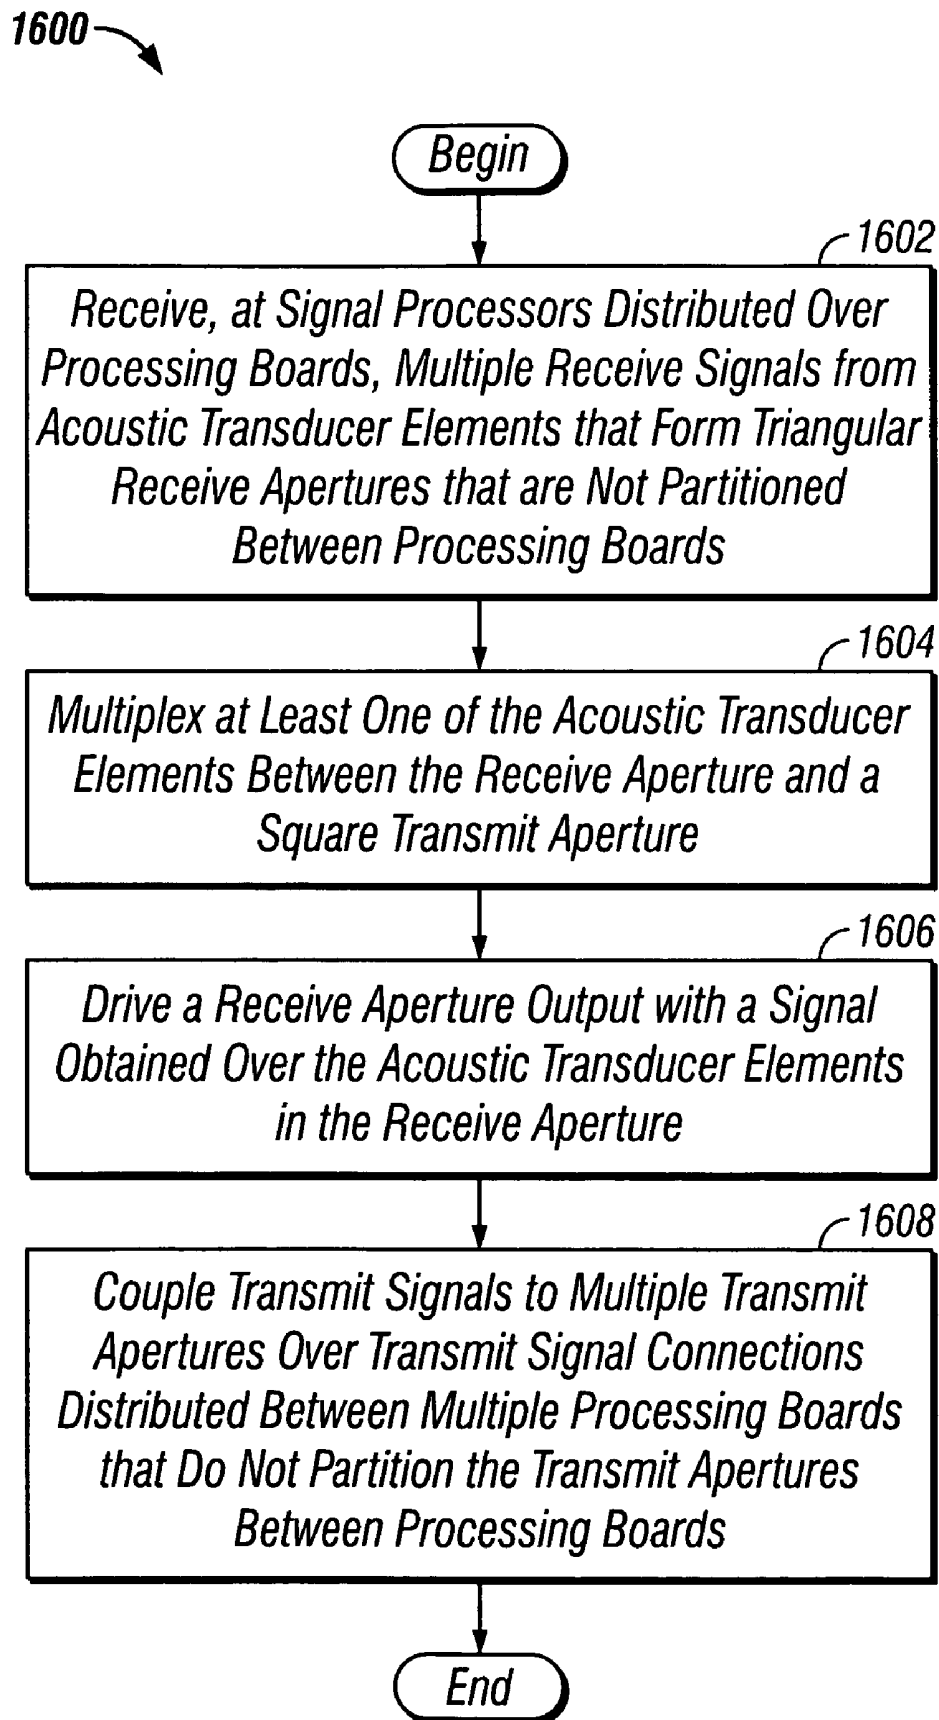 1600
Begin
1602
Receive, at Signal Processors Distributed Over
Processing Boards, Multiple Receive Signals from
Acoustic Transducer Elements that Form Triangular
Receive Apertures that are Not Partitioned
Between Processing Boards
1604
Multiplex at Least One of the Acoustic Transducer
Elements Between the Receive Aperture and a
Square Transmit Aperture
1606
Drive a Receive Aperture Output with a Signal
Obtained Over the Acoustic Transducer Elements
in the Receive Aperture
1608
Couple Transmit Signals to Multiple Transmit
Apertures Over Transmit Signal Connections
Distributed Between Multiple Processing Boards
that Do Not Partition the Transmit Apertures
Between Processing Boards
End